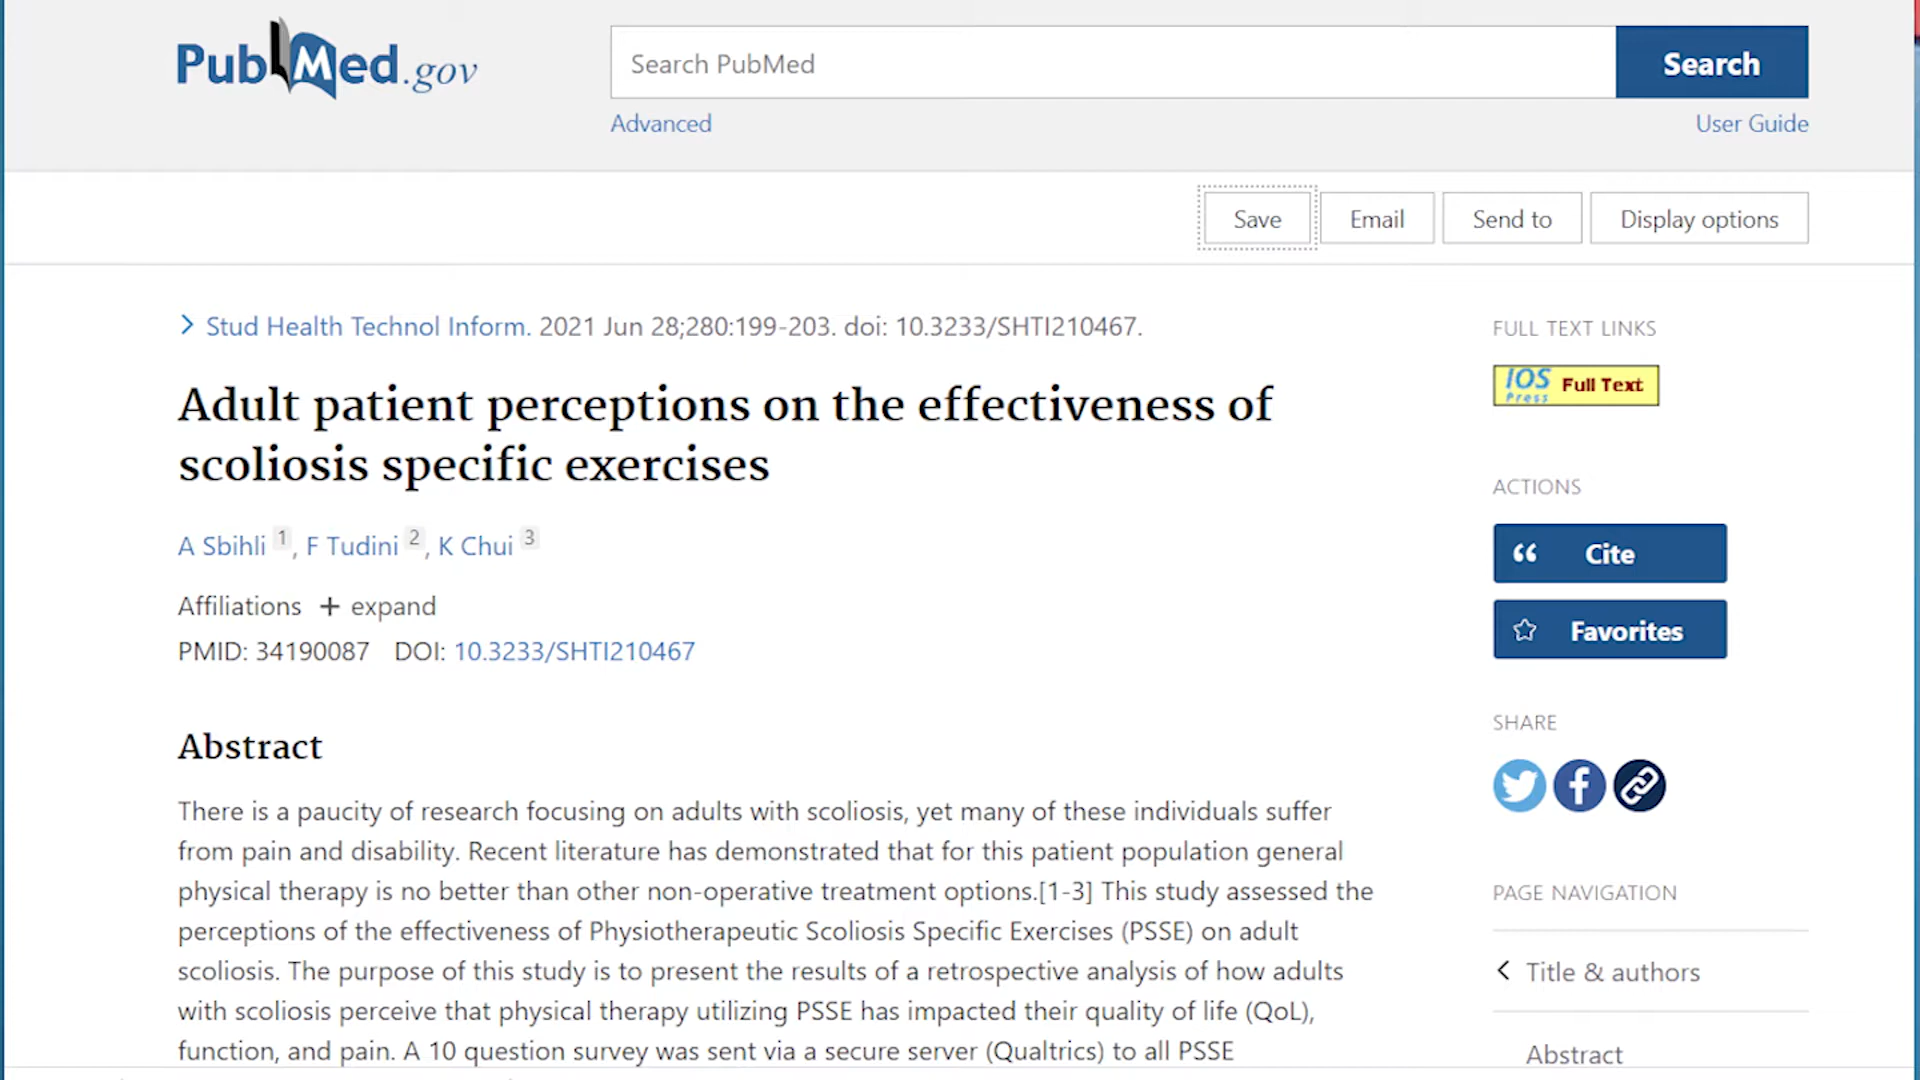 PubMed.gov
Search PubMed
Search
Advanced
User Guide
Save
Email
Send to
Display options
Stud Health Technol Inform. 2021 Jun 28;280:199-203. doi: 10.3233/SHTI210467.
Adult patient perceptions on the effectiveness of
scoliosis specific exercises
A Sbihli 1, F Tudini 2, K Chui 3
Affiliations + expand
PMID: 34190087 DOI: 10.3233/SHTI210467
Abstract
There is a paucity of research focusing on adults with scoliosis, yet many of these individuals suffer
from pain and disability. Recent literature has demonstrated that for this patient population general
physical therapy is no better than other non-operative treatment options.[1-3] This study assessed the
perceptions of the effectiveness of Physiotherapeutic Scoliosis Specific Exercises (PSSE) on adult
scoliosis. The purpose of this study is to present the results of a retrospective analysis of how adults
with scoliosis perceive that physical therapy utilizing PSSE has impacted their quality of life (QoL),
function, and pain. A 10 question survey was sent via a secure server (Qualtrics) to all PSSE
FULL TEXT LINKS
IOS Press Full Text
ACTIONS
Cite
Favorites
SHARE
PAGE NAVIGATION
Title & authors
Abstract